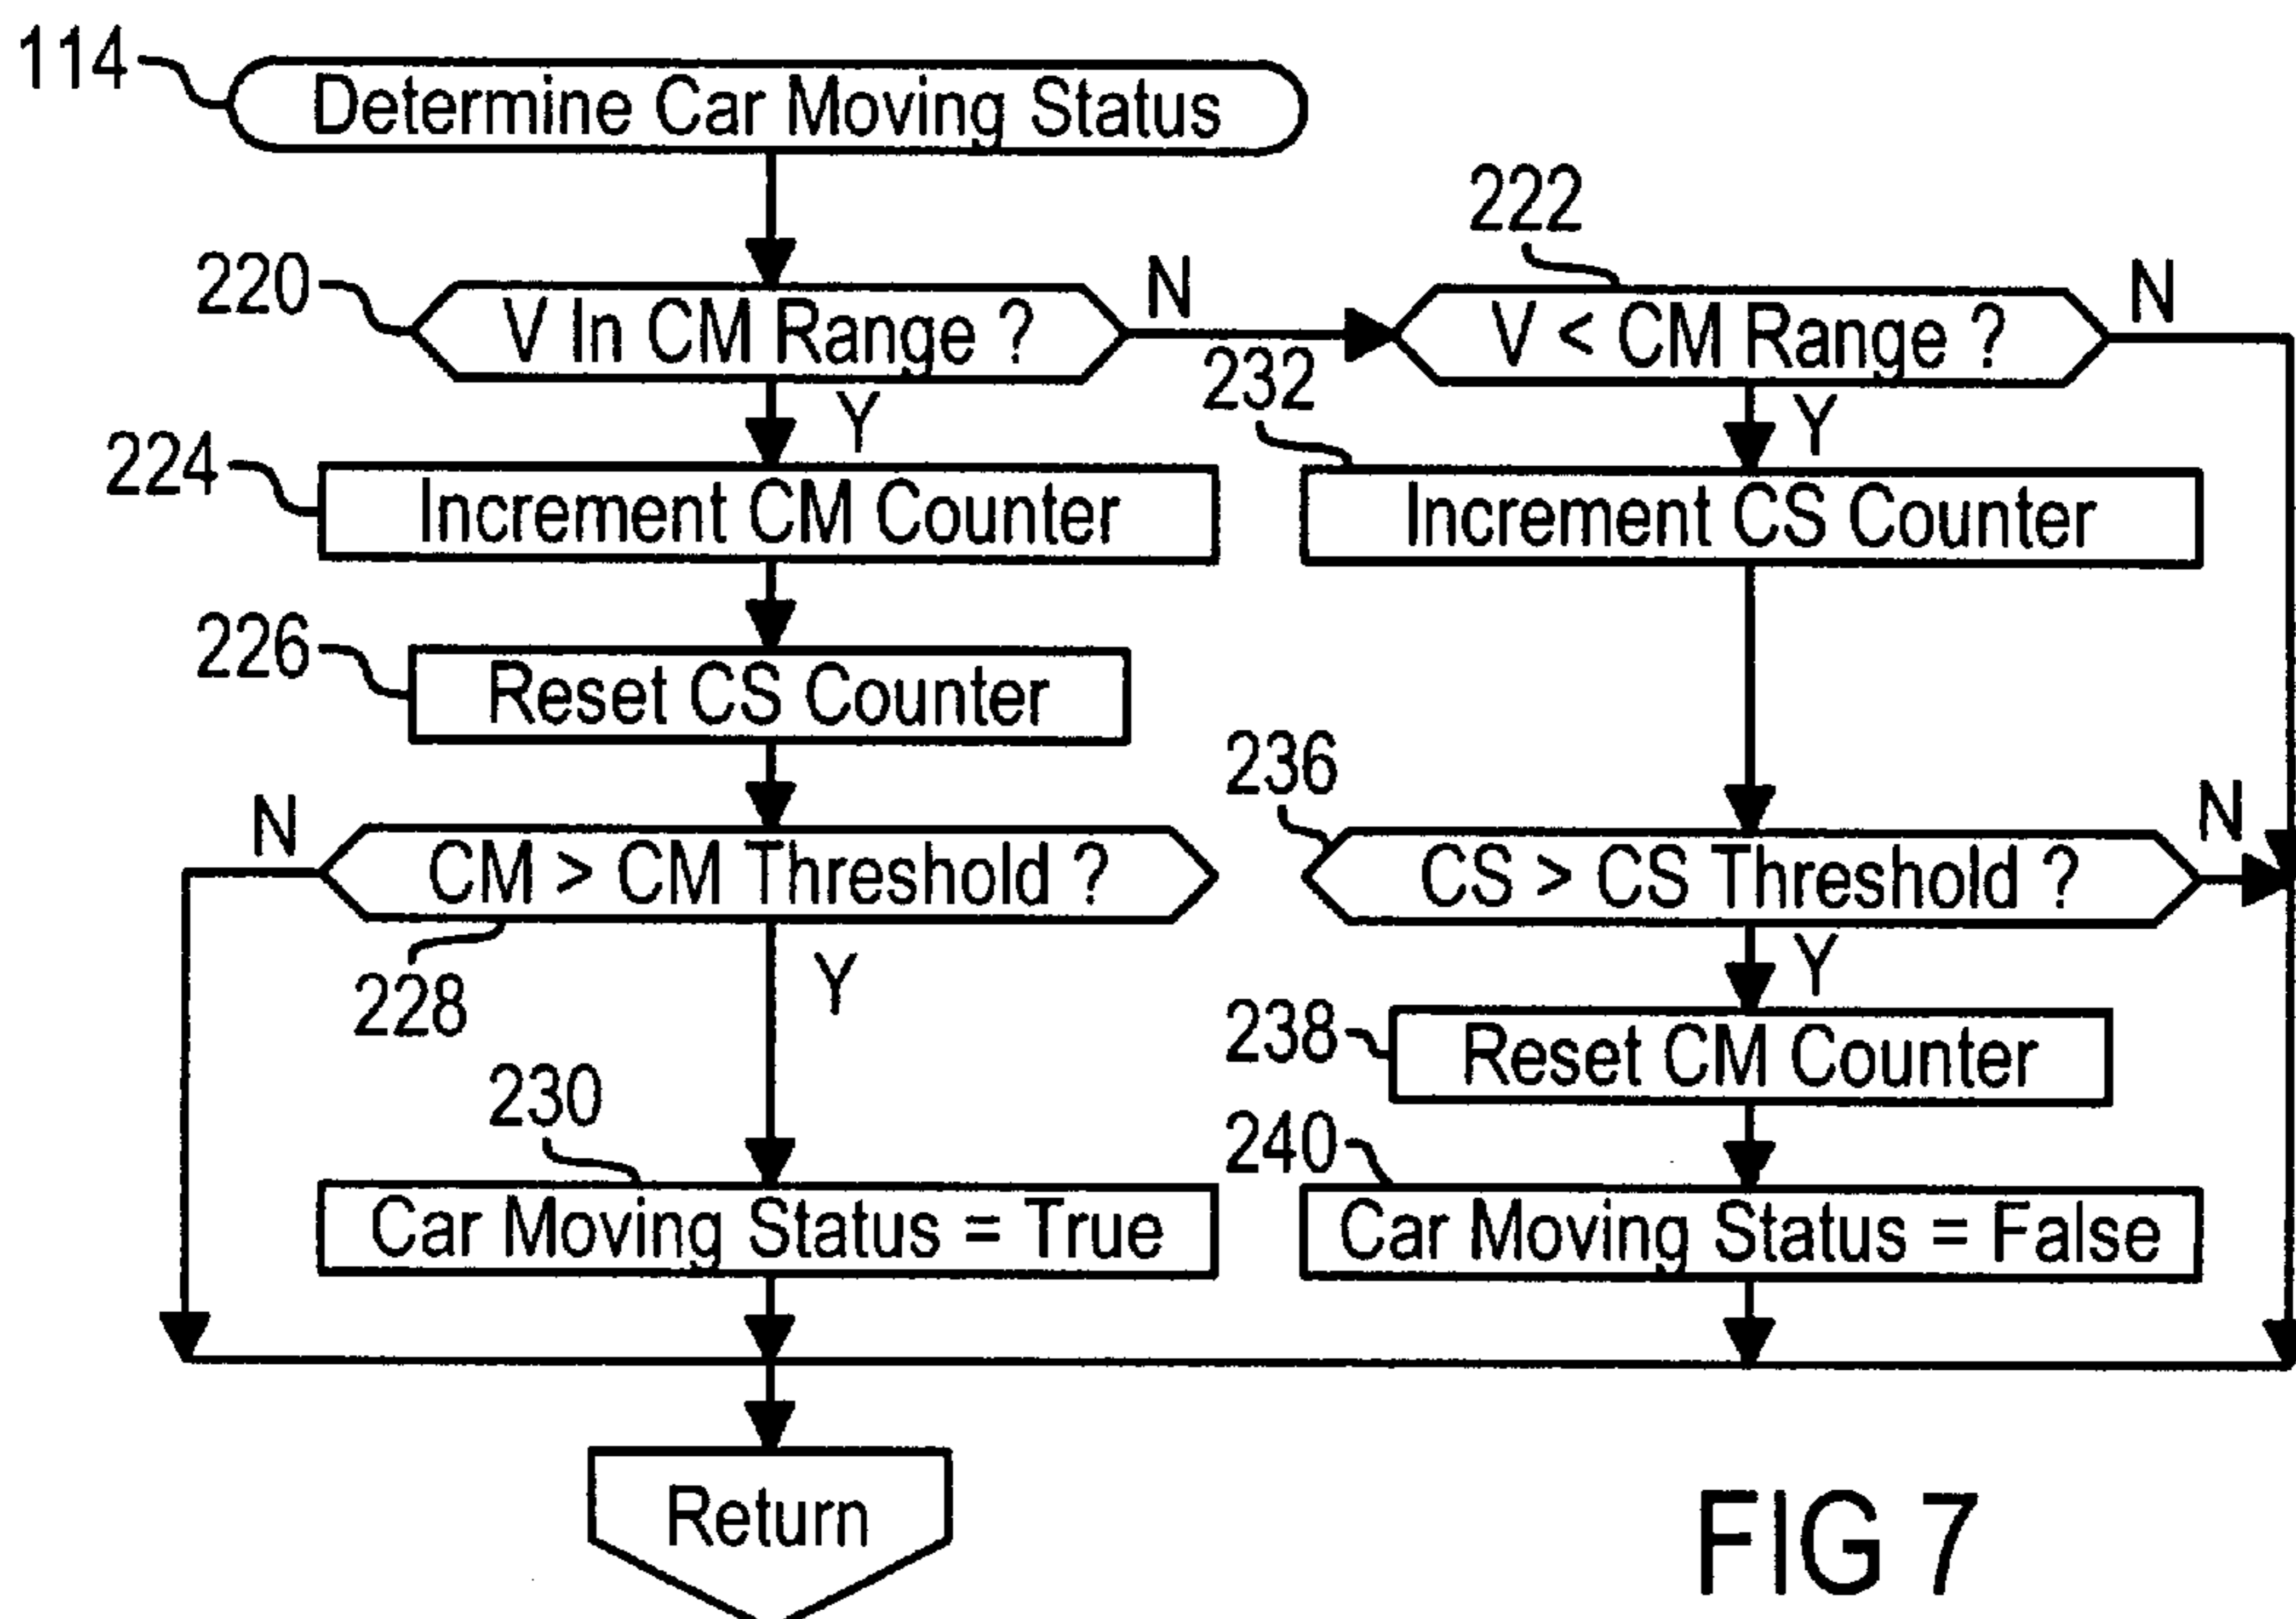 114
Determine Car Moving Status
222
220
V In CM Range ?
N
V < CM Range ?
N
Y
232
Y
224
Increment CM Counter
Increment CS Counter
226
Reset CS Counter
236
N
CM > CM Threshold ?
CS > CS Threshold ?
N
228
Y
Y
238
Reset CM Counter
230
240
Car Moving Status = True
Car Moving Status = False
Return
FIG 7